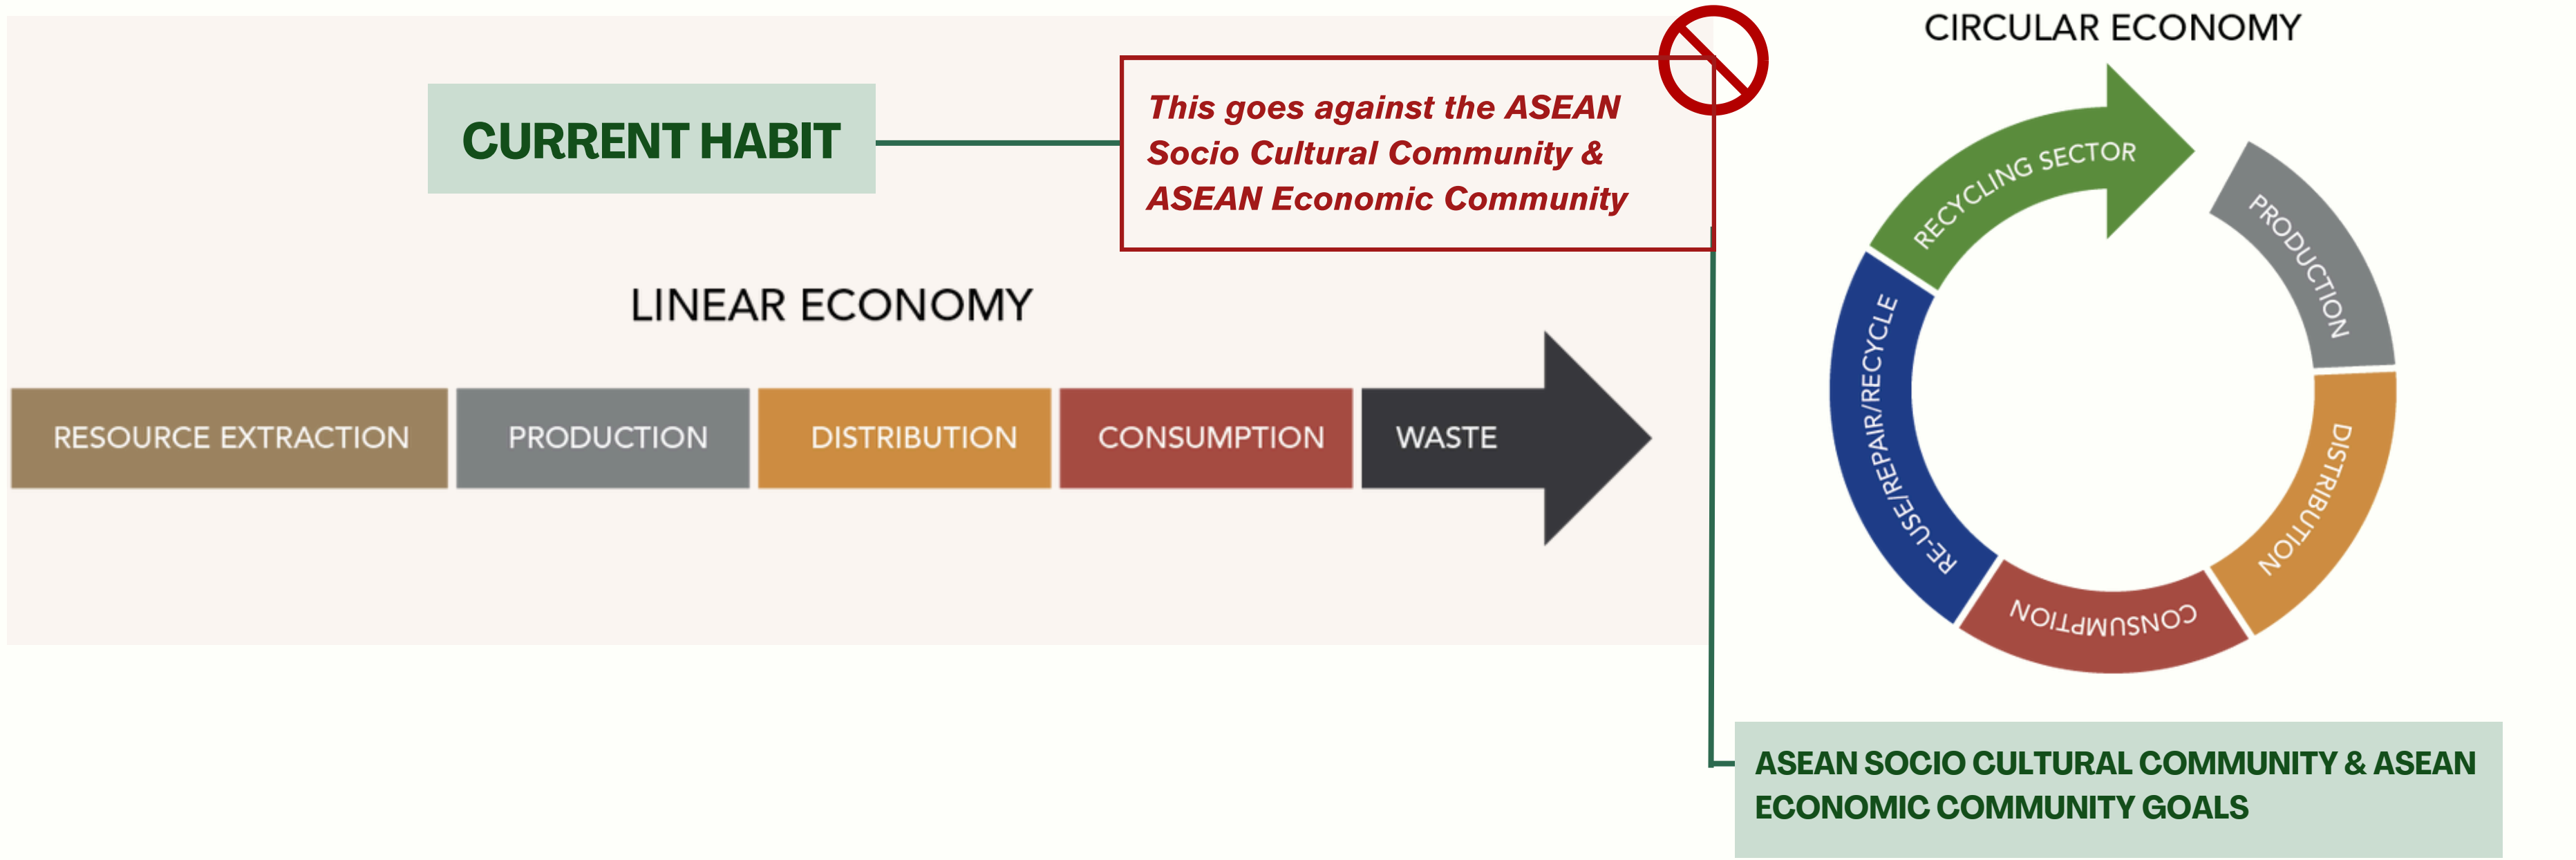 CURRENT HABIT
This goes against the ASEAN
Socio Cultural Community &
ASEAN Economic Community
LINEAR ECONOMY
RESOURCE EXTRACTION
PRODUCTION
DISTRIBUTION
CONSUMPTION
WASTE
CIRCULAR ECONOMY
RECYCLING SECTOR
PRODUCTION
DISTRIBUTION
CONSUMPTION
RE-USE/REPAIR/RECYCLE
ASEAN SOCIO CULTURAL COMMUNITY & ASEAN
ECONOMIC COMMUNITY GOALS